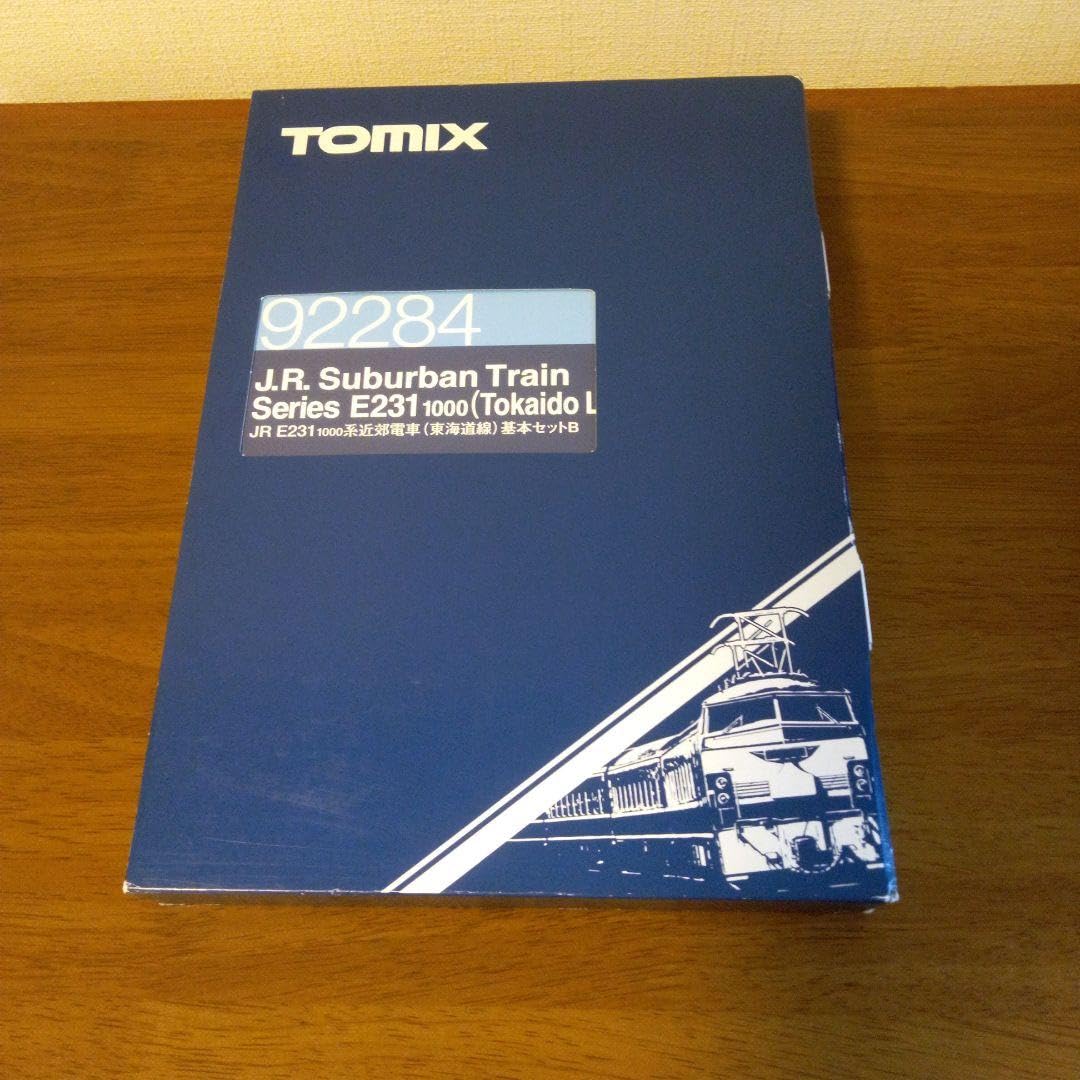 TOMIX
92284
J.R. Suburban Train
Series E231 1000 (Tokaido L
JR E231 1000系近郊電車(東海道線)基本セットB